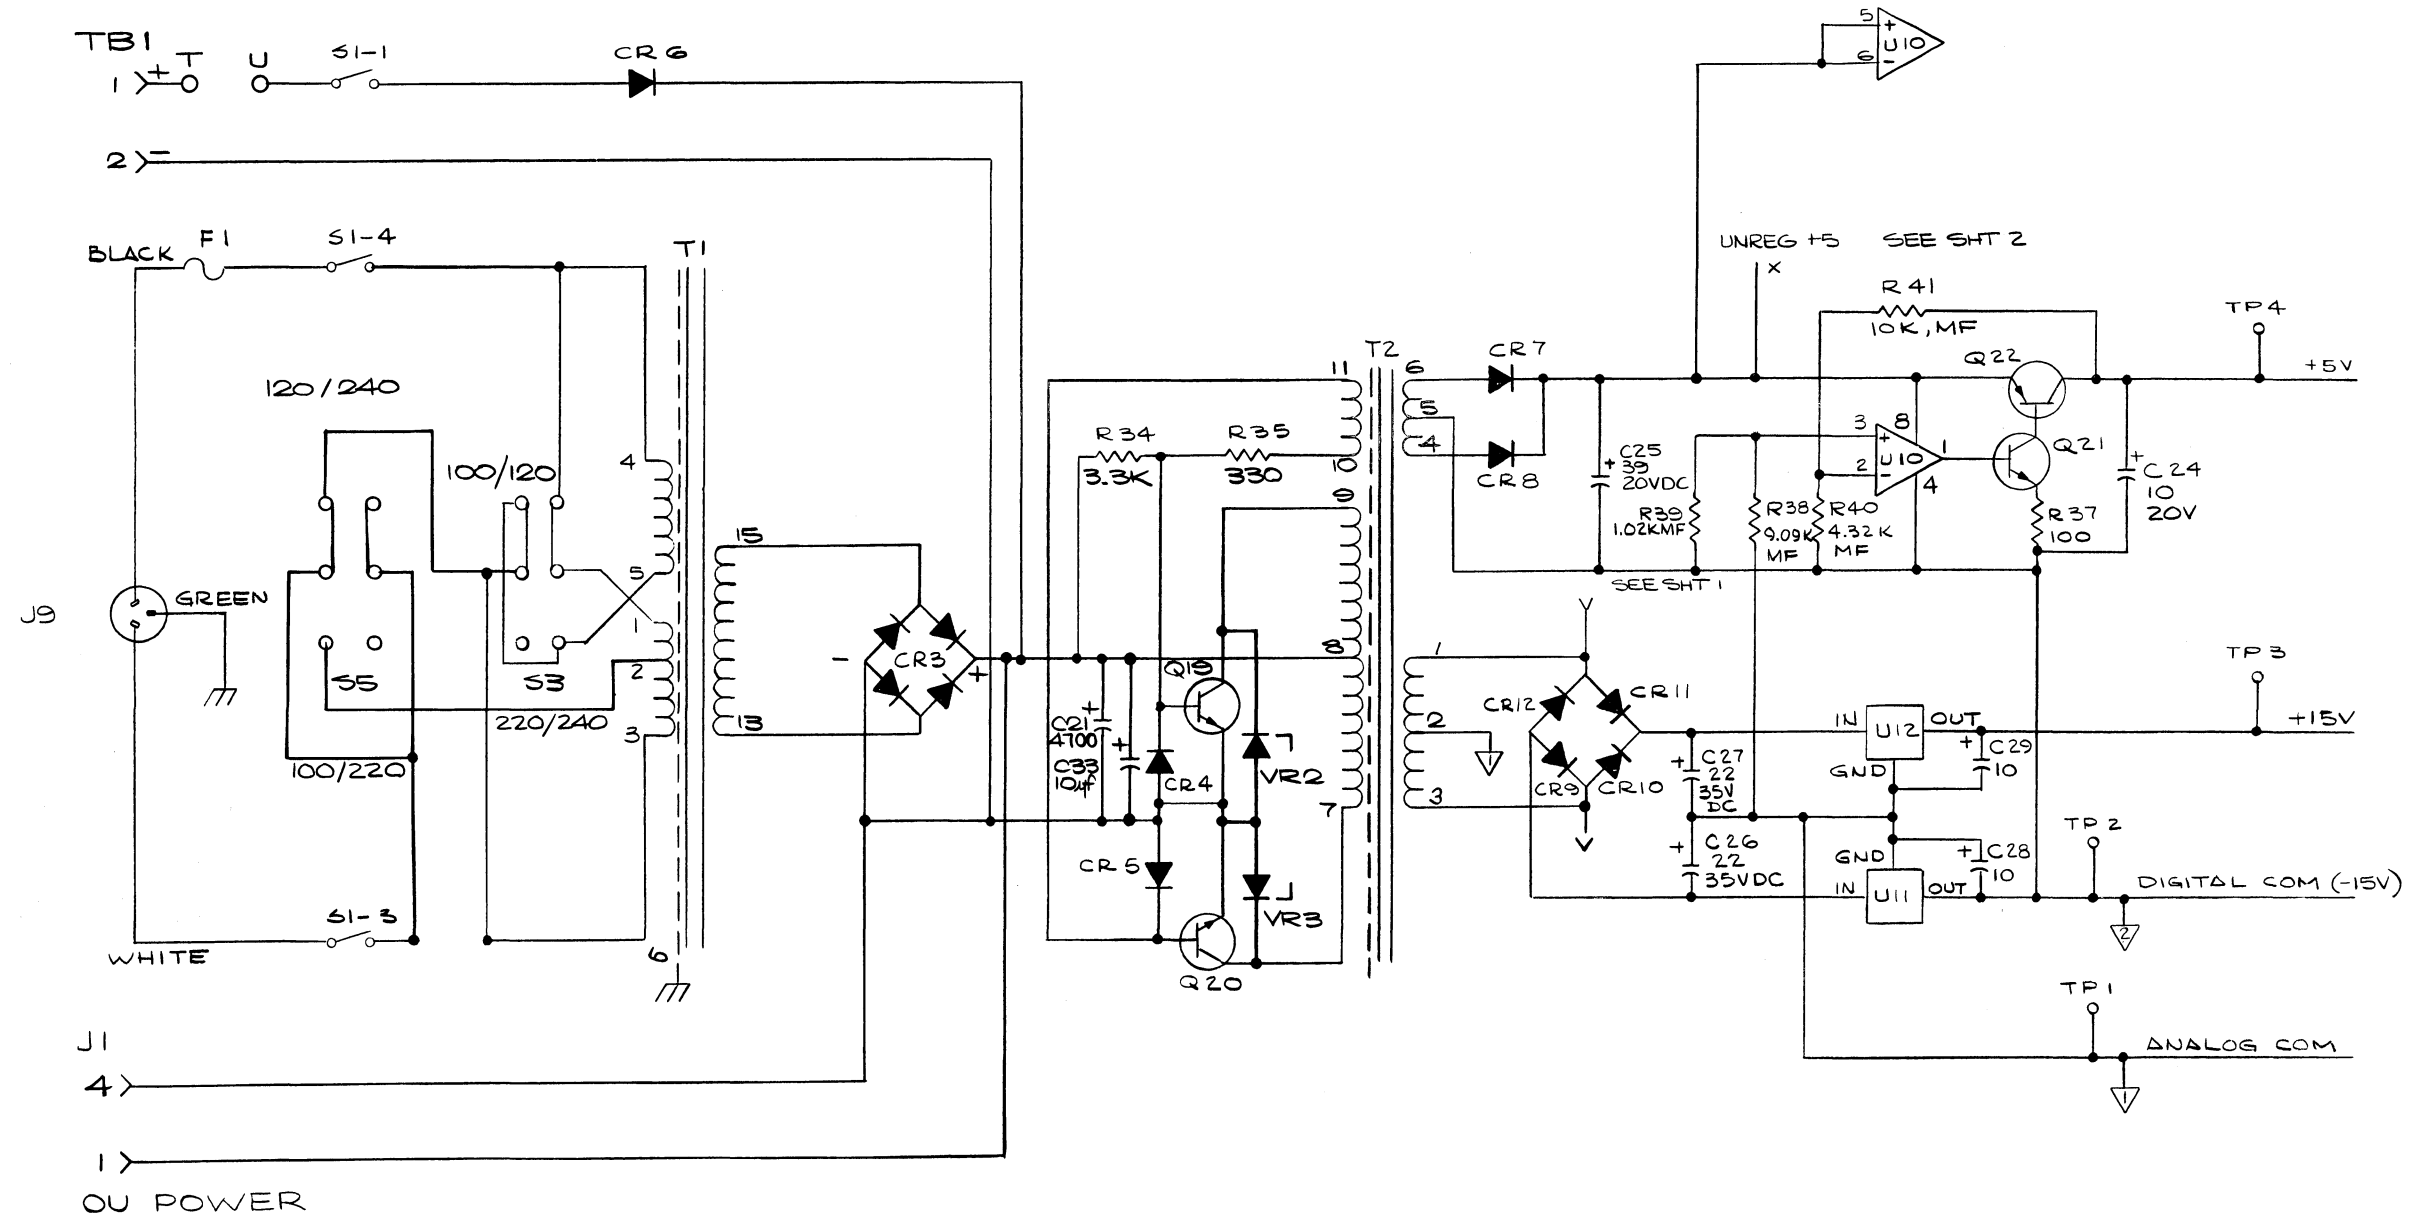 TB1
1 + T U S1-1 CR6
2 -
BLACK F1 S1-4 T1
120/240
100/120
4
5
1
2
3
6
J9
GREEN
S5
S3
220/240
100/220
S1-3
WHITE
J1
4
1
OU POWER
15
13
- CR3 +
R34
3.3K
R35
330
11
10
9
8
7
T2
+
C21
4700
+
C33
10µf
Q19
CR4
CR5
VR2
VR3
Q20
6
5
4
CR7
CR8
+ C25
39
20VDC
5 +
U10
6 -
UNREG +5 SEE SHT 2
X
R41
10K, MF
Q22
TP4
+5V
3 + 8
U10 1
2 - 4
Q21
R39
1.02KMF
R38
9.09K
MF
R40
4.32K
MF
R37
100
+ C24
10
20V
SEE SHT 1
V
1
2
3
1
CR12
CR11
CR9
CR10
V
+ C27
22
35V
DC
+ C26
22
35VDC
IN U12 OUT
GND
+ C29
10
TP3
+15V
GND
IN U11 OUT
+ C28
10
TP2
DIGITAL COM (-15V)
2
TP1
ANALOG COM
1